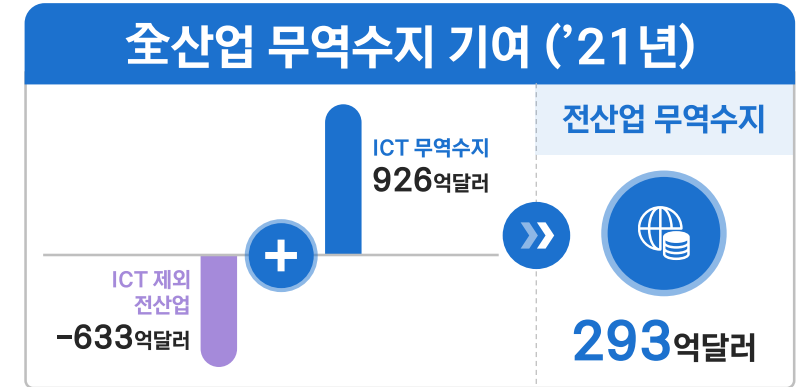 全산업 무역수지 기여 (’21년)
ICT 무역수지
926억달러
ICT 제외
전산업
-633억달러
+
전산업 무역수지
293억달러